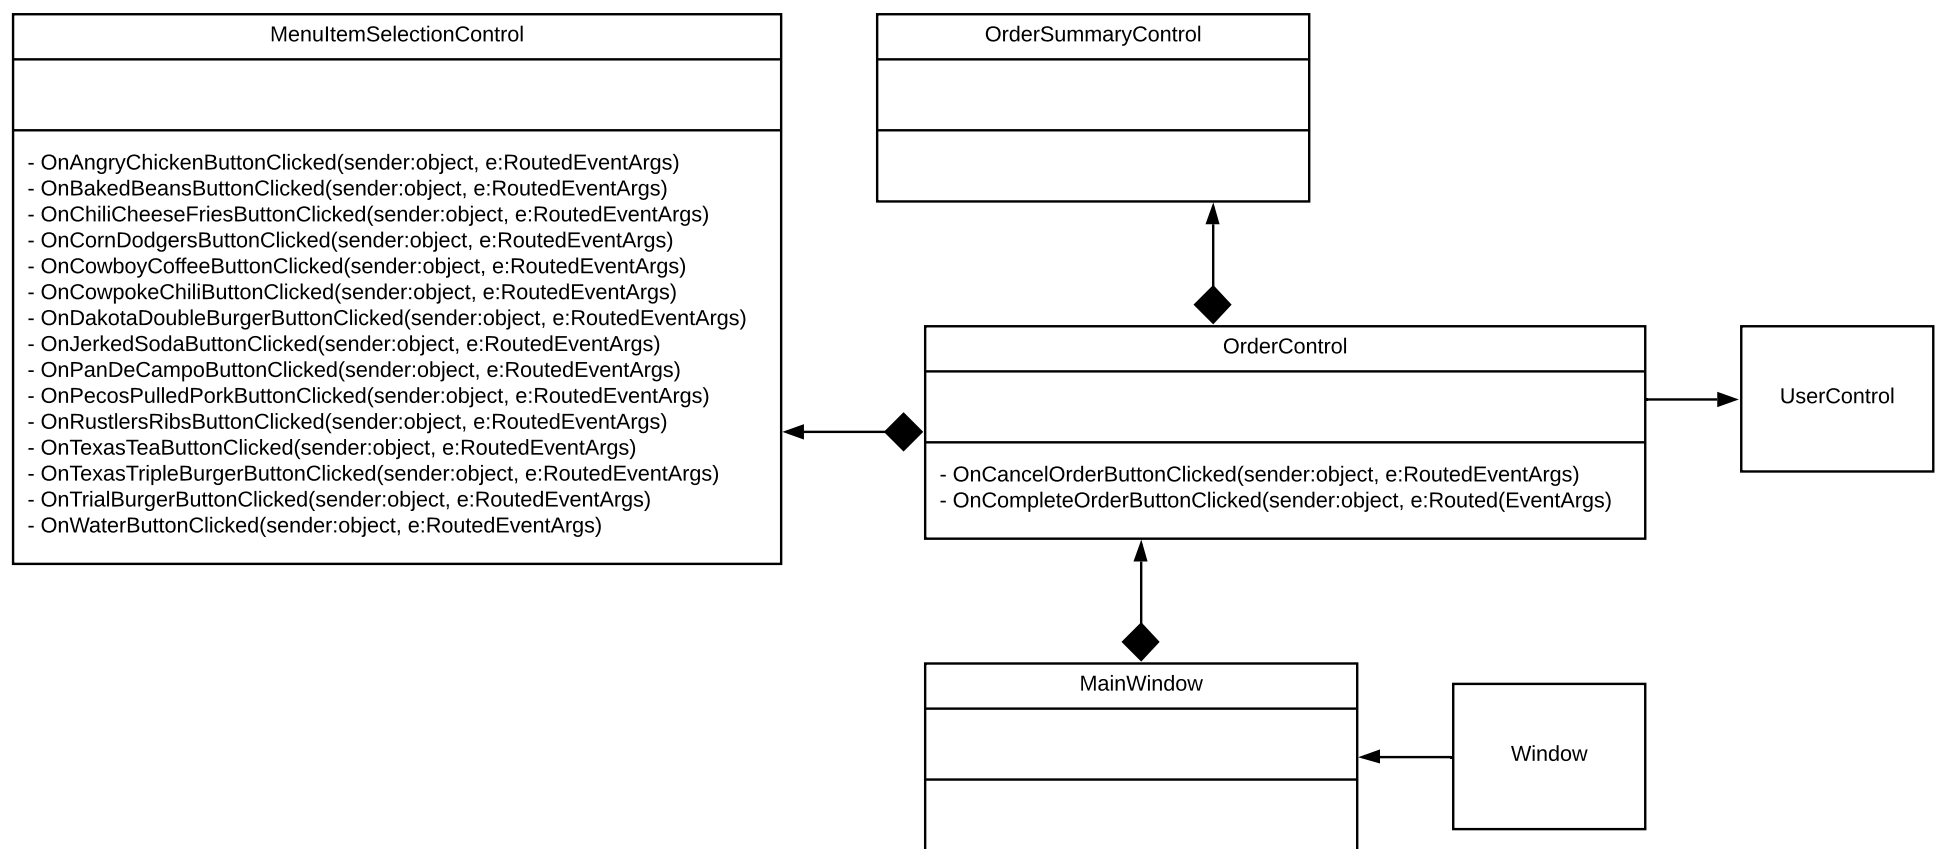 MenuItemSelectionControl
- OnAngryChickenButtonClicked(sender:object, e:RoutedEventArgs)
- OnBakedBeansButtonClicked(sender:object, e:RoutedEventArgs)
- OnChiliCheeseFriesButtonClicked(sender:object, e:RoutedEventArgs)
- OnCornDodgersButtonClicked(sender:object, e:RoutedEventArgs)
- OnCowboyCoffeeButtonClicked(sender:object, e:RoutedEventArgs)
- OnCowpokeChiliButtonClicked(sender:object, e:RoutedEventArgs)
- OnDakotaDoubleBurgerButtonClicked(sender:object, e:RoutedEventArgs)
- OnJerkedSodaButtonClicked(sender:object, e:RoutedEventArgs)
- OnPanDeCampoButtonClicked(sender:object, e:RoutedEventArgs)
- OnPecosPulledPorkButtonClicked(sender:object, e:RoutedEventArgs)
- OnRustlersRibsButtonClicked(sender:object, e:RoutedEventArgs)
- OnTexasTeaButtonClicked(sender:object, e:RoutedEventArgs)
- OnTexasTripleBurgerButtonClicked(sender:object, e:RoutedEventArgs)
- OnTrialBurgerButtonClicked(sender:object, e:RoutedEventArgs)
- OnWaterButtonClicked(sender:object, e:RoutedEventArgs)
OrderSummaryControl
OrderControl
- OnCancelOrderButtonClicked(sender:object, e:RoutedEventArgs)
- OnCompleteOrderButtonClicked(sender:object, e:Routed(EventArgs)
UserControl
MainWindow
Window